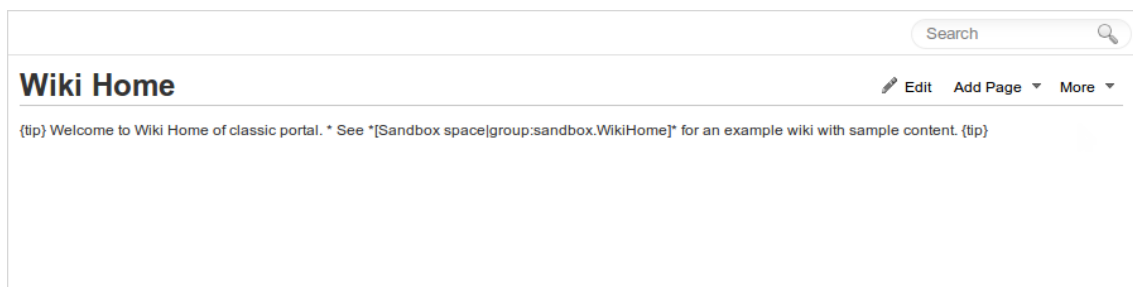 Search
Wiki Home
Edit Add Page More
{tip} Welcome to Wiki Home of classic portal. * See *[Sandbox space|group:sandbox.WikiHome]* for an example wiki with sample content. {tip}